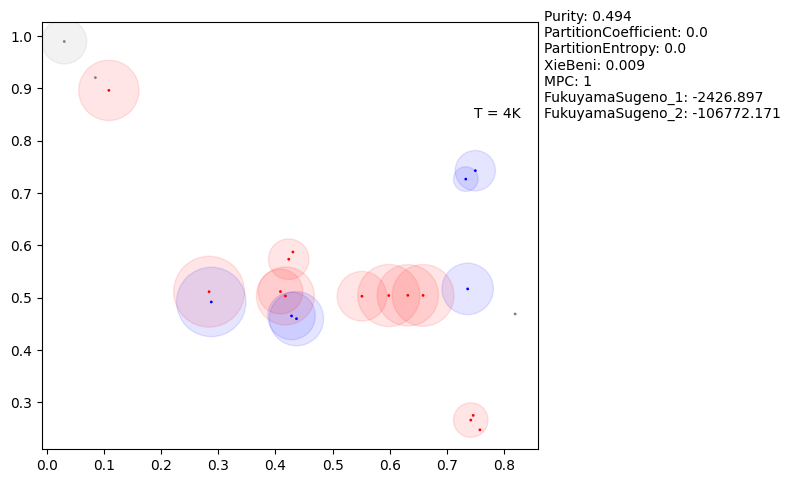 Purity: 0.494
PartitionCoefficient: 0.0
PartitionEntropy: 0.0
XieBeni: 0.009
MPC: 1
FukuyamaSugeno_1: -2426.897
FukuyamaSugeno_2: -106772.171
T = 4K
1.0
0.9
0.8
0.7
0.6
0.5
0.4
0.3
0.0 0.1 0.2 0.3 0.4 0.5 0.6 0.7 0.8